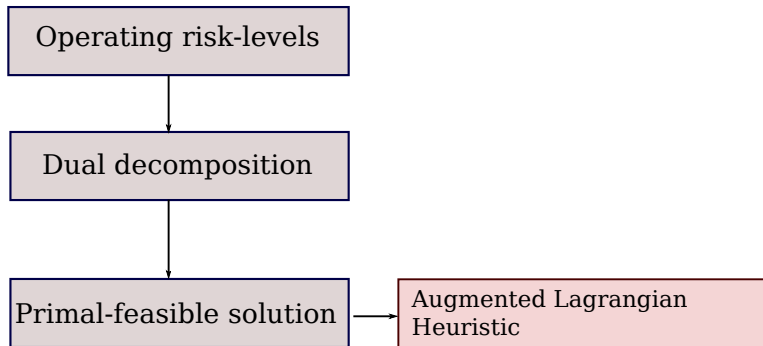 Operating risk-levels
Dual decomposition
Primal-feasible solution
Augmented Lagrangian
Heuristic